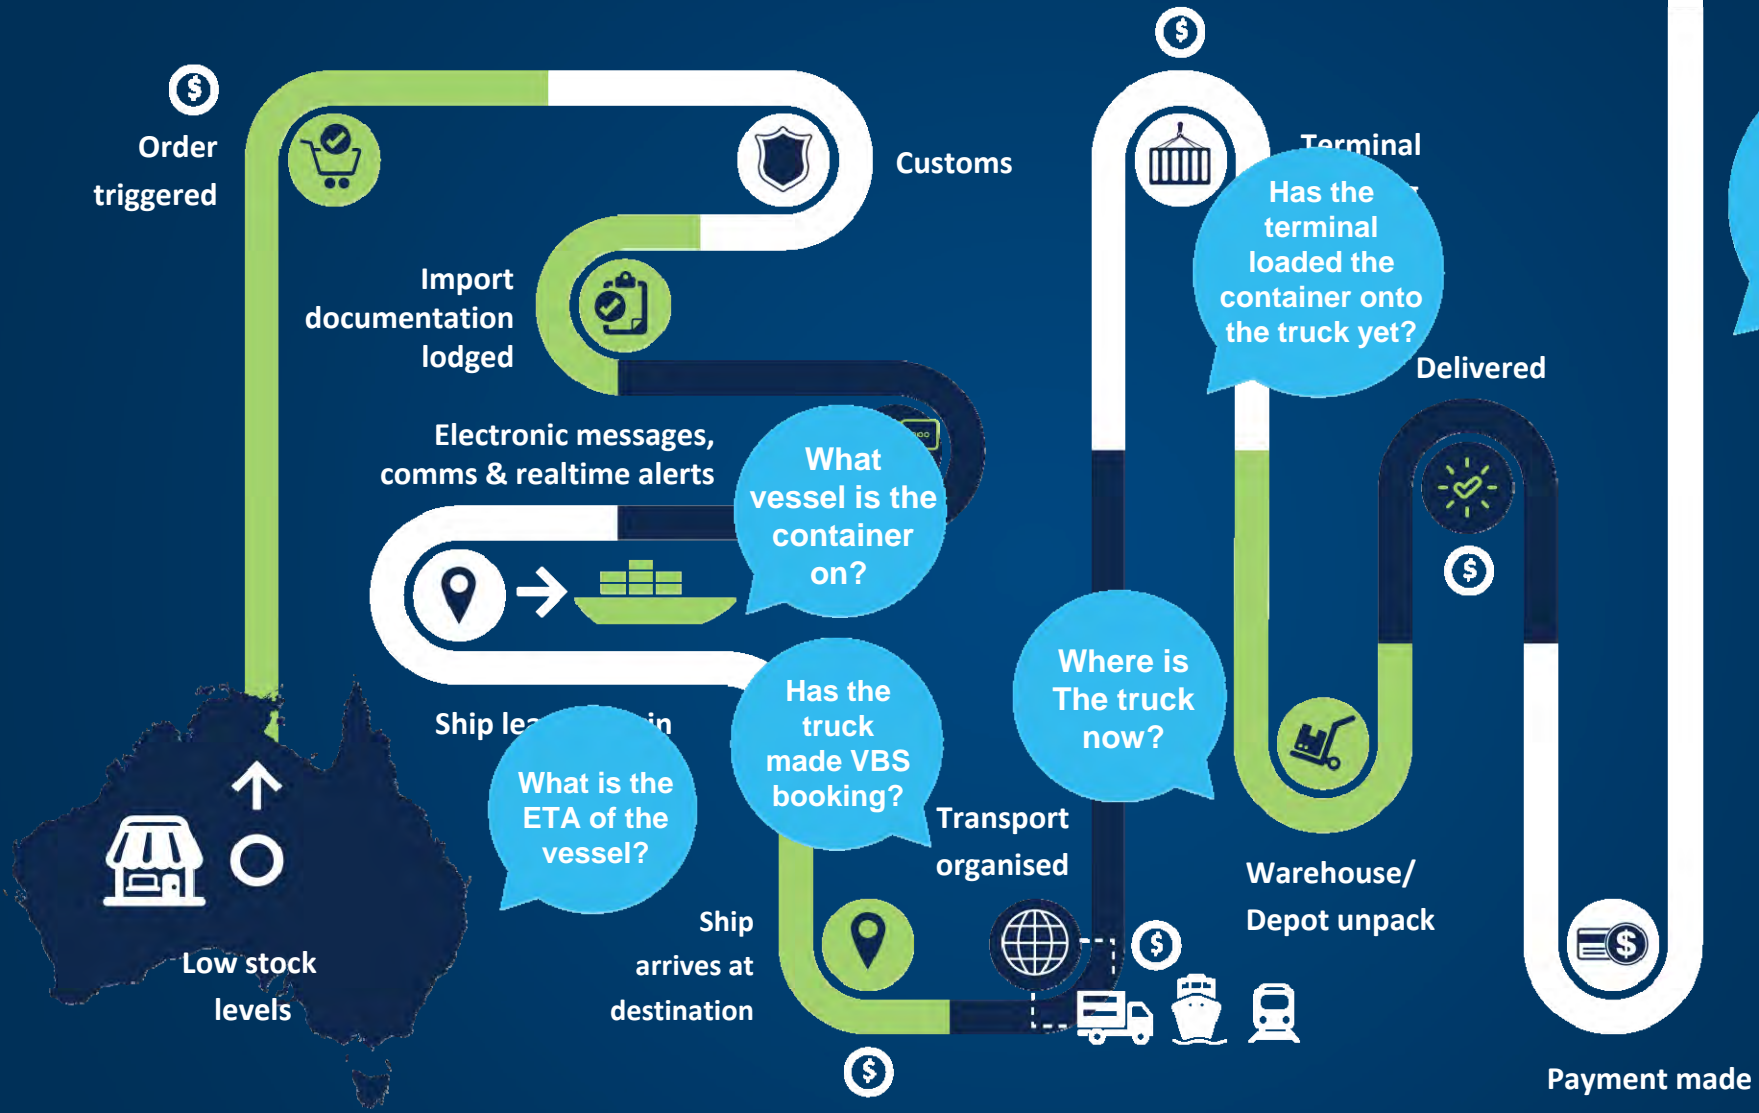 $
Order
triggered
Customs
Import
documentation
lodged
Electronic messages,
comms & realtime alerts
What
vessel is the
container
on?
Ship
in
What is the
ETA of the
vessel?
Has the
truck
made VBS
booking?
Low stock
levels
Ship
arrives at
destination
$
Transport
organised
$
Where is
The truck
now?
$
Terminal
Has the
terminal
loaded the
container onto
the truck yet?
Warehouse/
Depot unpack
Delivered
$
$
Payment made